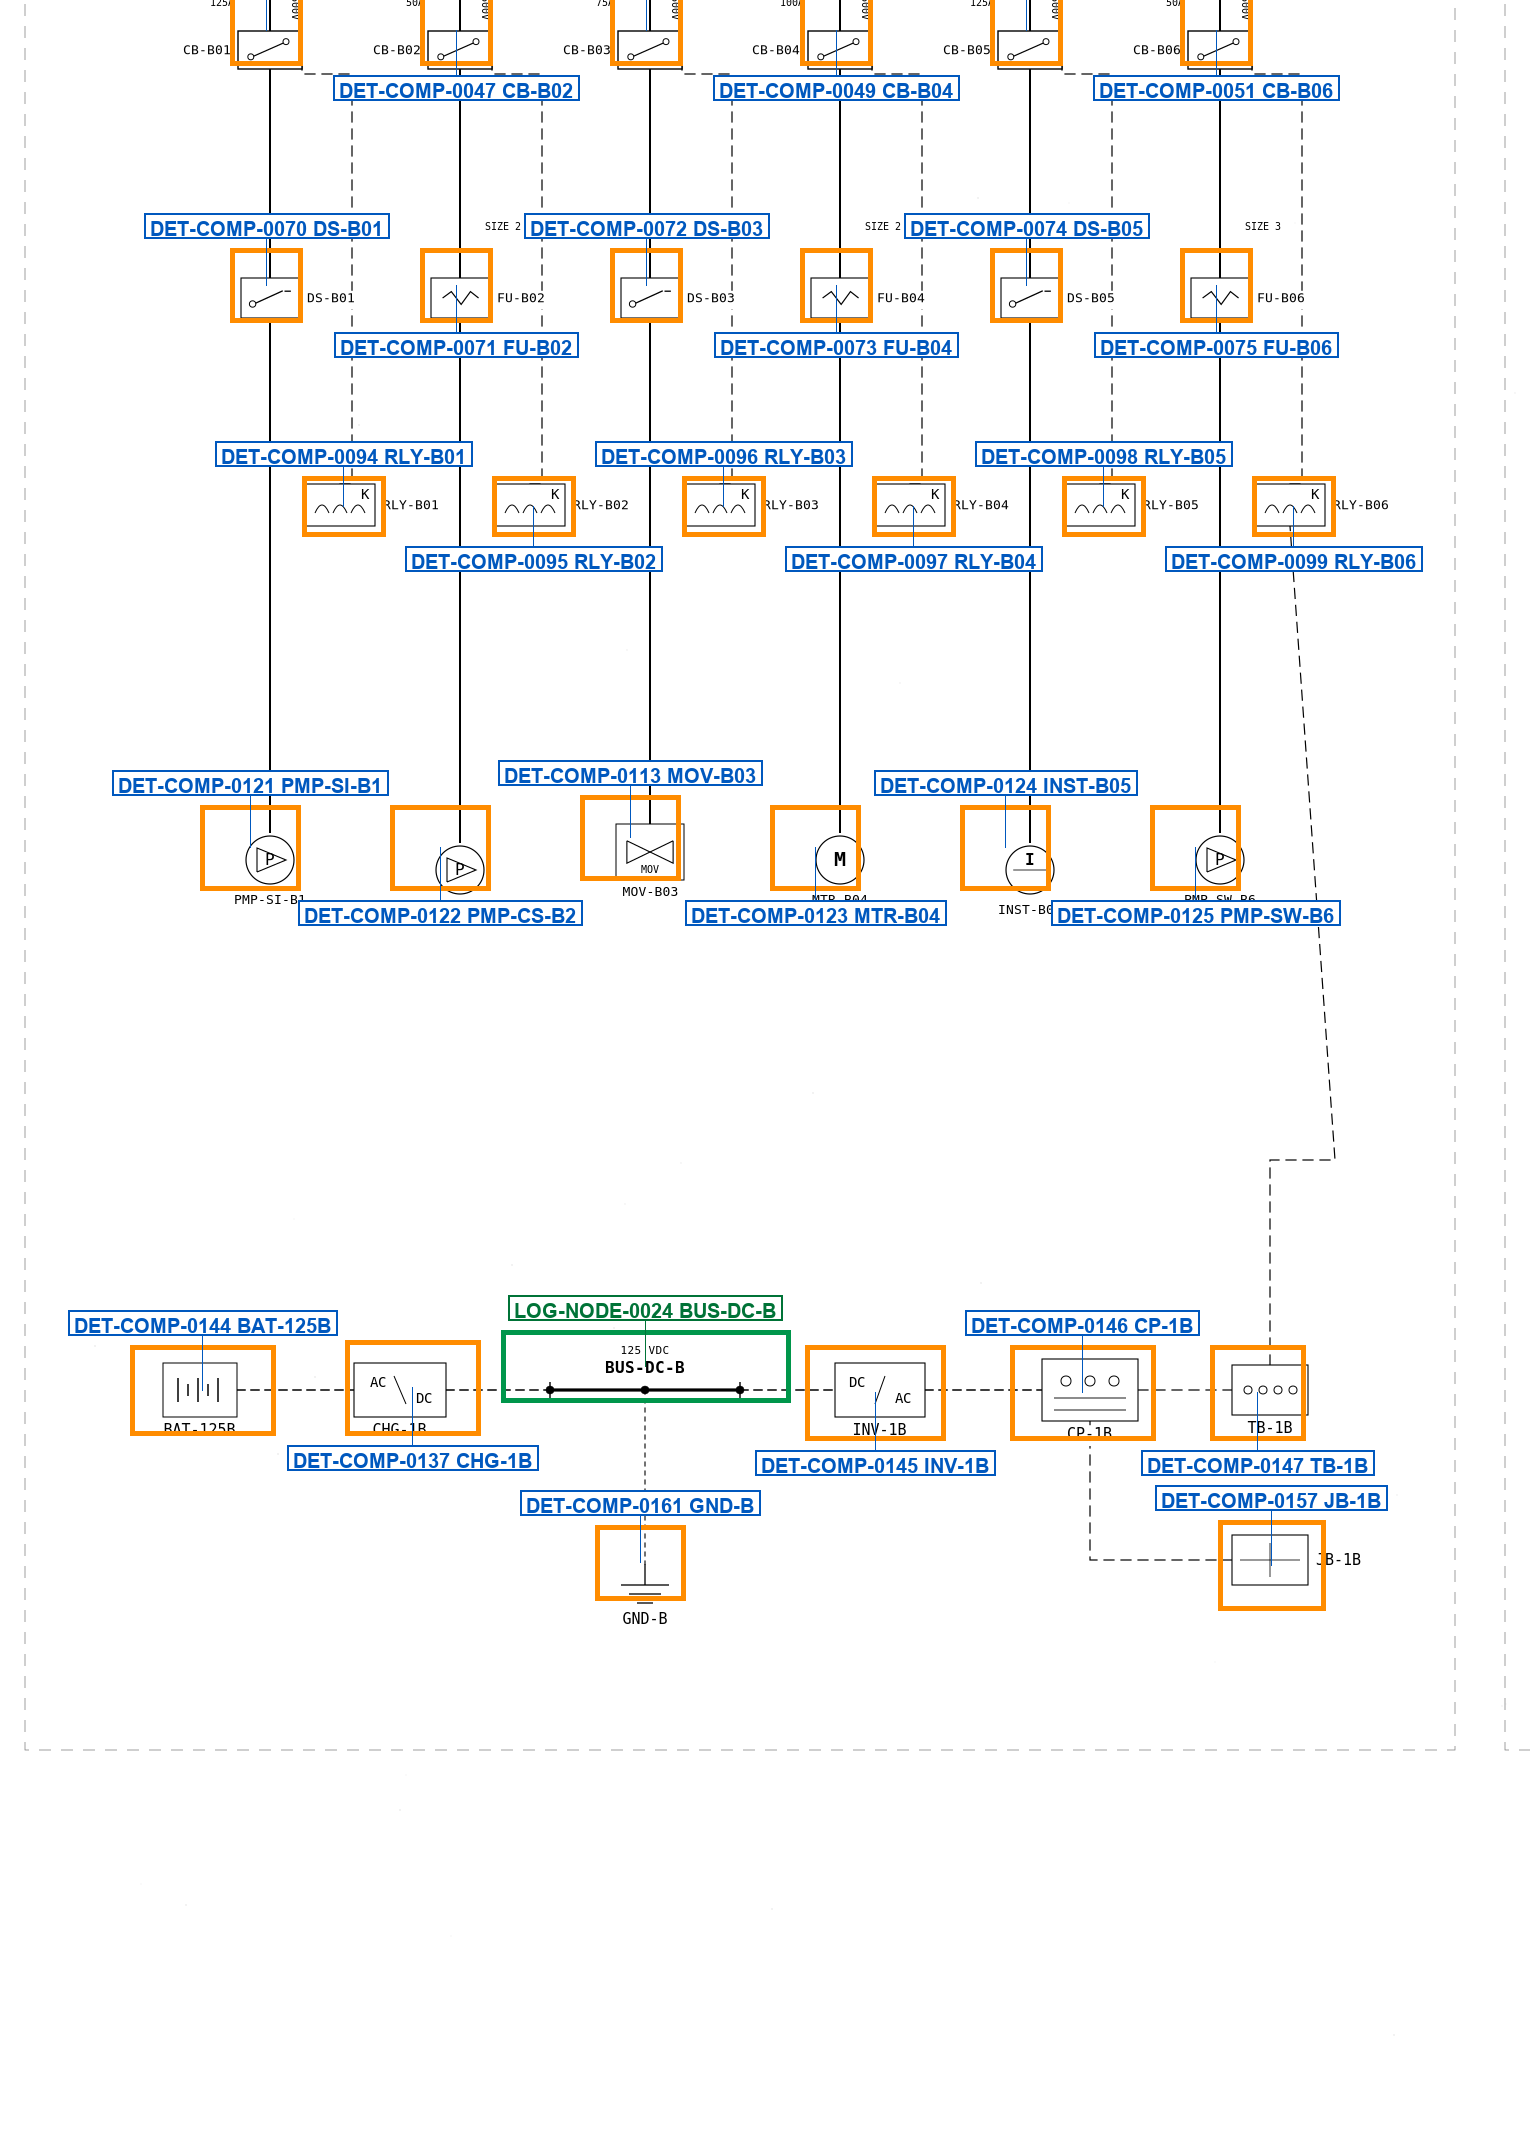 CB-B01 CB-B02 CB-B03 CB-B04 CB-B05 CB-B06
DET-COMP-0047 CB-B02 DET-COMP-0049 CB-B04 DET-COMP-0051 CB-B06
DET-COMP-0070 DS-B01 SIZE 2 DET-COMP-0072 DS-B03 SIZE 2 DET-COMP-0074 DS-B05 SIZE 3
DS-B01 FU-B02 DS-B03 FU-B04 DS-B05 FU-B06
DET-COMP-0071 FU-B02 DET-COMP-0073 FU-B04 DET-COMP-0075 FU-B06
DET-COMP-0094 RLY-B01 DET-COMP-0096 RLY-B03 DET-COMP-0098 RLY-B05
K K K K K K
RLY-B01 RLY-B02 RLY-B03 RLY-B04 RLY-B05 RLY-B06
DET-COMP-0095 RLY-B02 DET-COMP-0097 RLY-B04 DET-COMP-0099 RLY-B06
DET-COMP-0113 MOV-B03
DET-COMP-0121 PMP-SI-B1 DET-COMP-0124 INST-B05
P P M I P
MOV
MOV-B03
PMP-SI-B1
DET-COMP-0122 PMP-CS-B2 DET-COMP-0123 MTR-B04 DET-COMP-0125 PMP-SW-B6
LOG-NODE-0024 BUS-DC-B
DET-COMP-0144 BAT-125B DET-COMP-0146 CP-1B
125 VDC
BUS-DC-B
AC DC DC AC
BAT-125B CHG-1B INV-1B CP-1B TB-1B
DET-COMP-0137 CHG-1B DET-COMP-0145 INV-1B DET-COMP-0147 TB-1B
DET-COMP-0161 GND-B DET-COMP-0157 JB-1B
JB-1B
GND-B